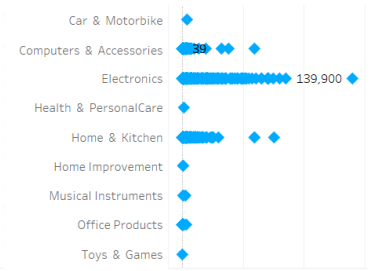 Car & Motorbike
Computers & Accessories 39
Electronics 139,900
Health & PersonalCare
Home & Kitchen
Home Improvement
Musical Instruments
Office Products
Toys & Games